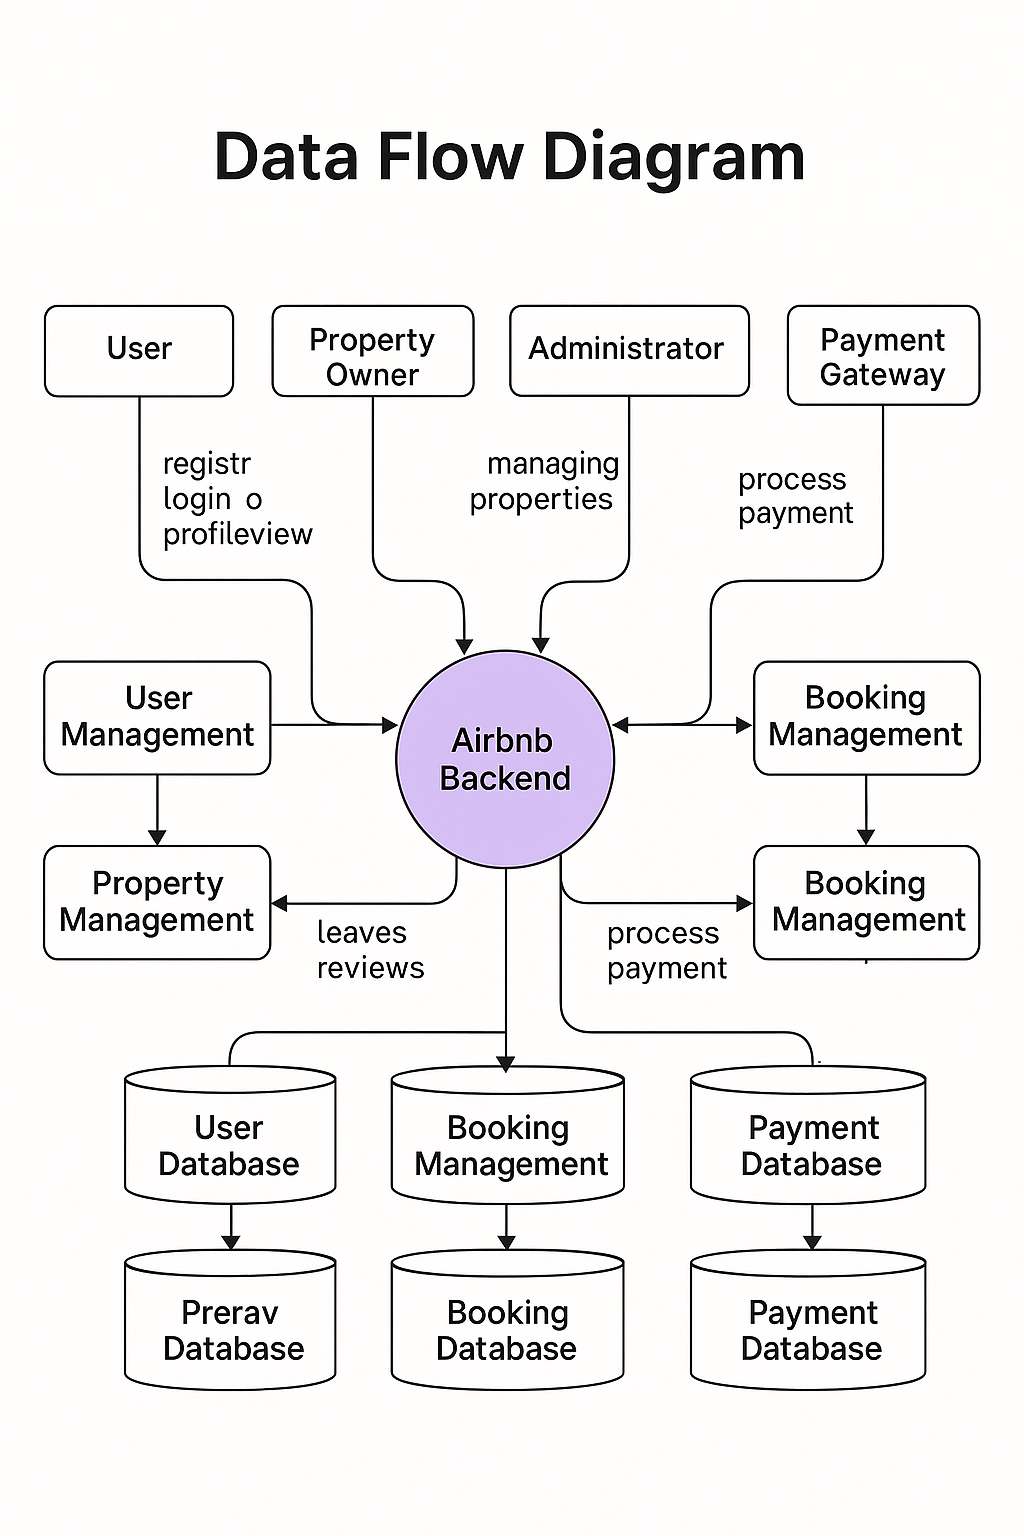 Data Flow Diagram
User
Property
Owner
Administrator
Payment
Gateway
registr
login o
profileview
managing
properties
process
payment
User
Management
Airbnb
Backend
Booking
Management
Property
Management
Booking
Management
leaves
reviews
process
payment
User
Database
Booking
Management
Payment
Database
Prerav
Database
Booking
Database
Payment
Database